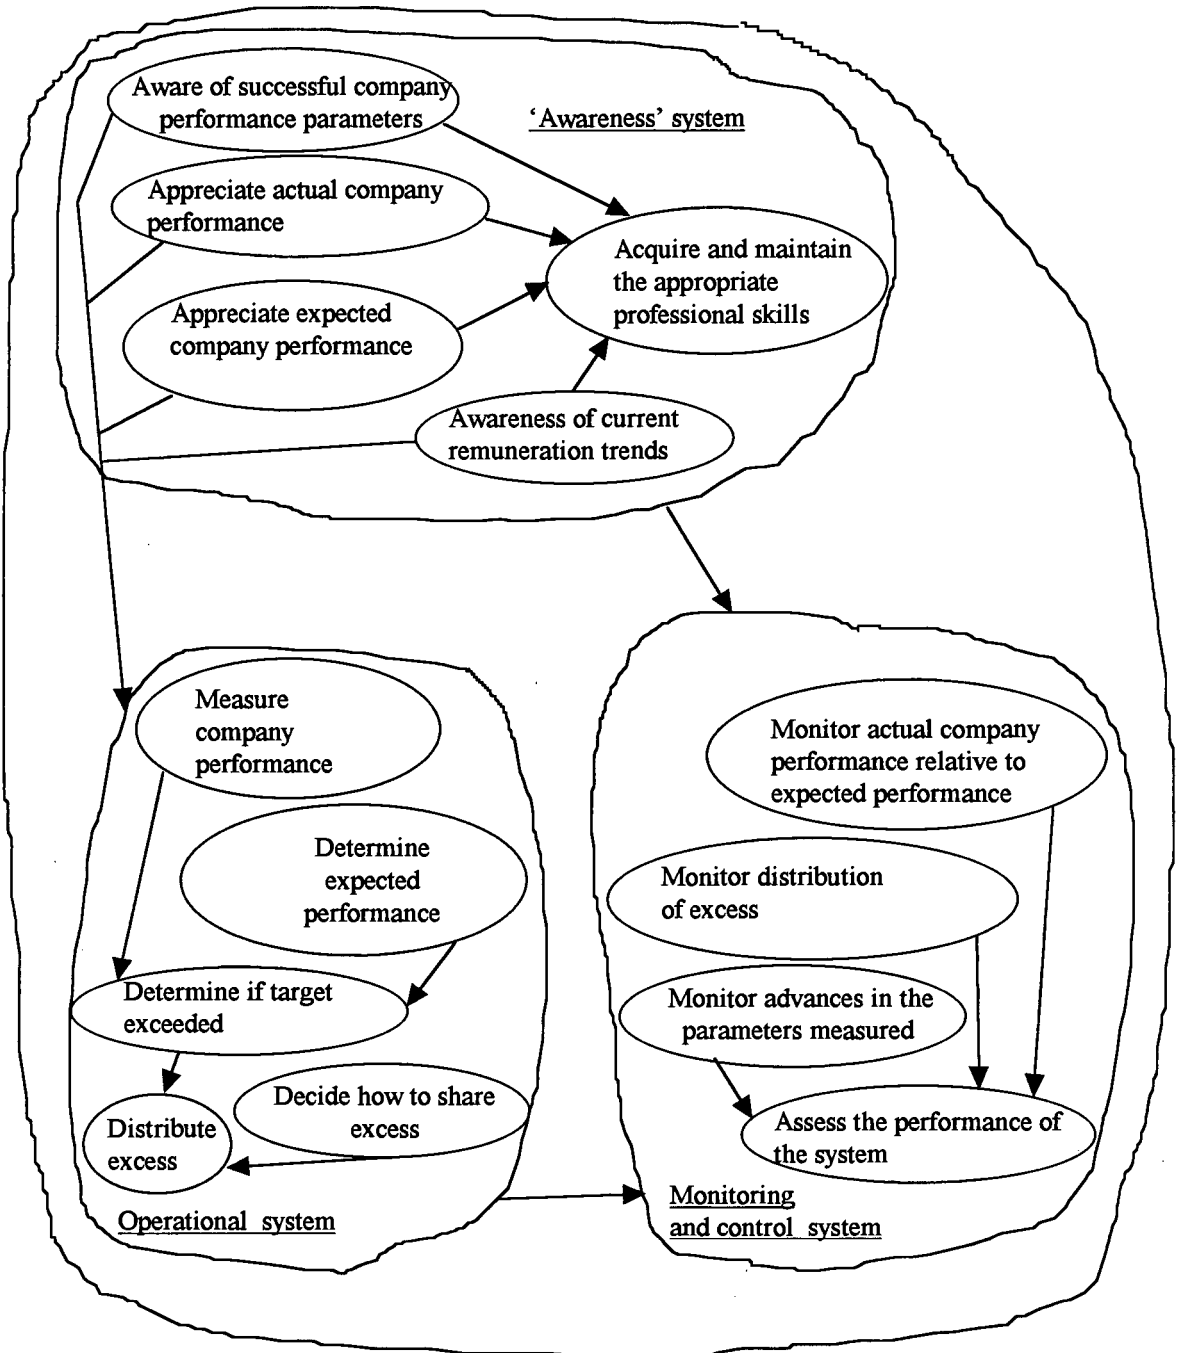 Aware of successful company
performance parameters
'Awareness' system
Appreciate actual company
performance
Acquire and maintain
the appropriate
professional skills
Appreciate expected
company performance
Awareness of current
remuneration trends
Measure
company
performance
Determine
expected
performance
Determine if target
exceeded
Decide how to share
excess
Distribute
excess
Operational system
Monitor actual company
performance relative to
expected performance
Monitor distribution
of excess
Monitor advances in the
parameters measured
Assess the performance of
the system
Monitoring
and control system